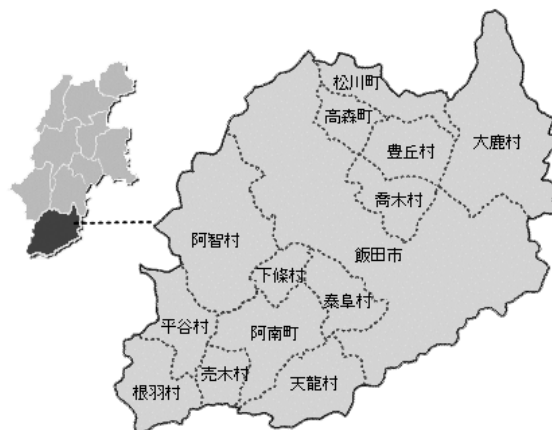 松川町
高森町
豊丘村
大鹿村
喬木村
阿智村
飯田市
下條村
泰阜村
平谷村
阿南町
売木村
天龍村
根羽村